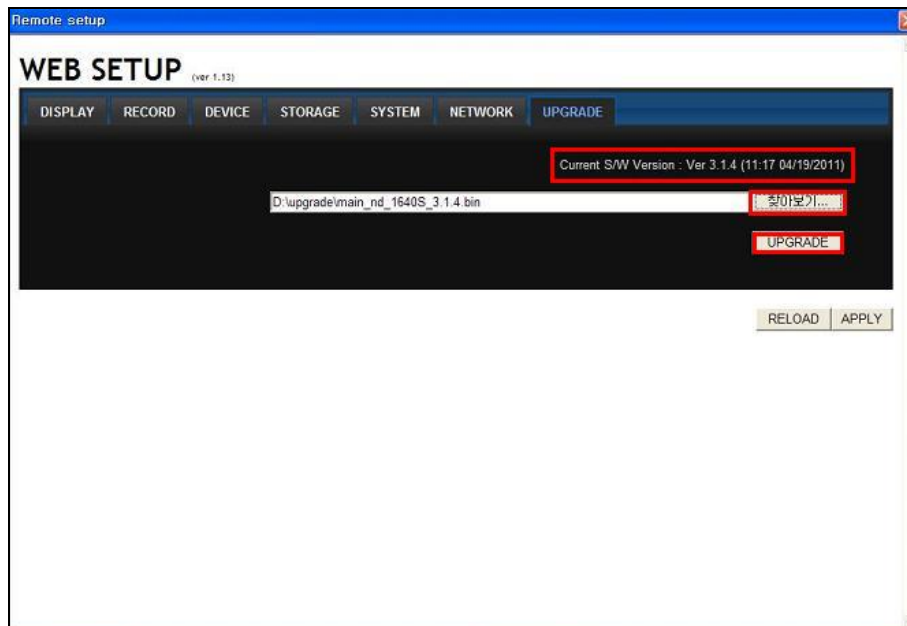 Remote setup
WEB SETUP (ver 1.13)
DISPLAY RECORD DEVICE STORAGE SYSTEM NETWORK UPGRADE
Current S/W Version : Ver 3.1.4 (11:17 04/19/2011)
D:\upgrade\main_nd_1640S_3.1.4.bin 찾아보기...
UPGRADE
RELOAD APPLY